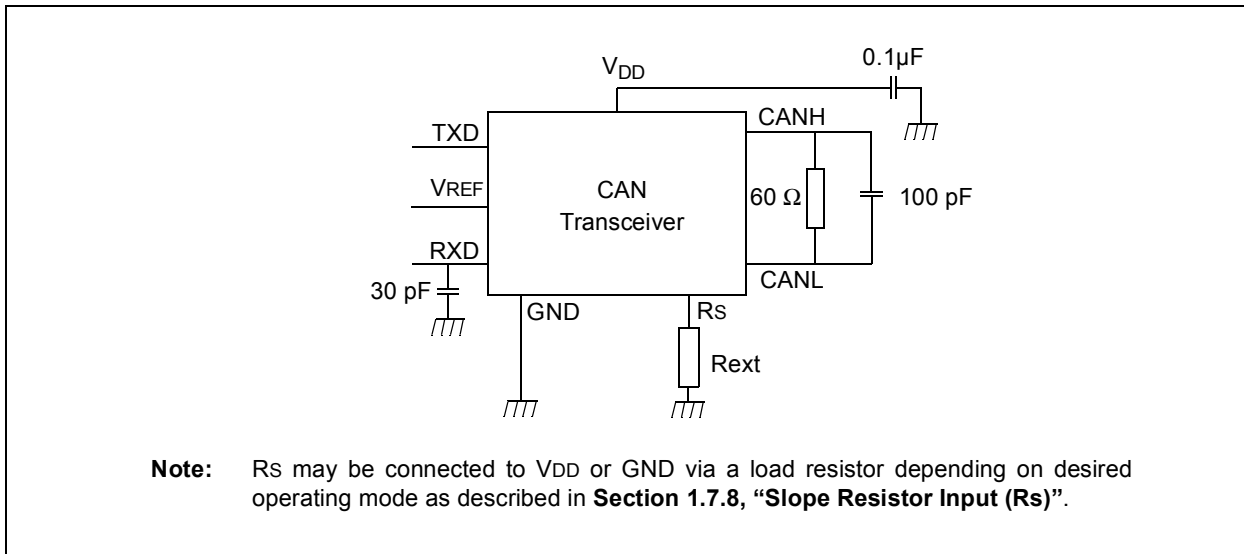 0.1µF
VDD
CANH
TXD
VREF
CAN
Transceiver
60 Ω
100 pF
RXD
CANL
30 pF
GND
Rs
Rext
Note: Rs may be connected to VDD or GND via a load resistor depending on desired
operating mode as described in Section 1.7.8, “Slope Resistor Input (Rs)”.